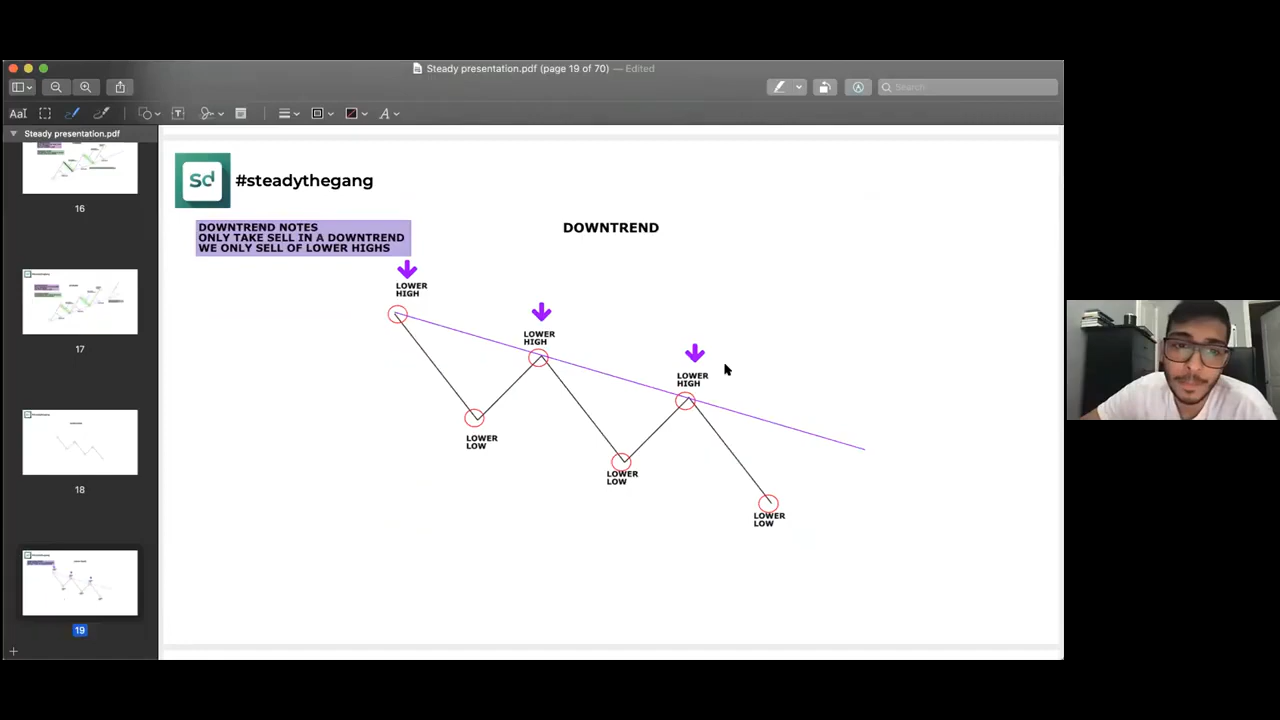 Steady presentation.pdf (page 19 of 70) — Edited
Search
AaI
A
Steady presentation.pdf
16
17
18
19
Sd
#steadythegang
DOWNTREND NOTES
ONLY TAKE SELL IN A DOWNTREND
WE ONLY SELL OF LOWER HIGHS
DOWNTREND
LOWER
HIGH
LOWER
HIGH
LOWER
HIGH
LOWER
LOW
LOWER
LOW
LOWER
LOW